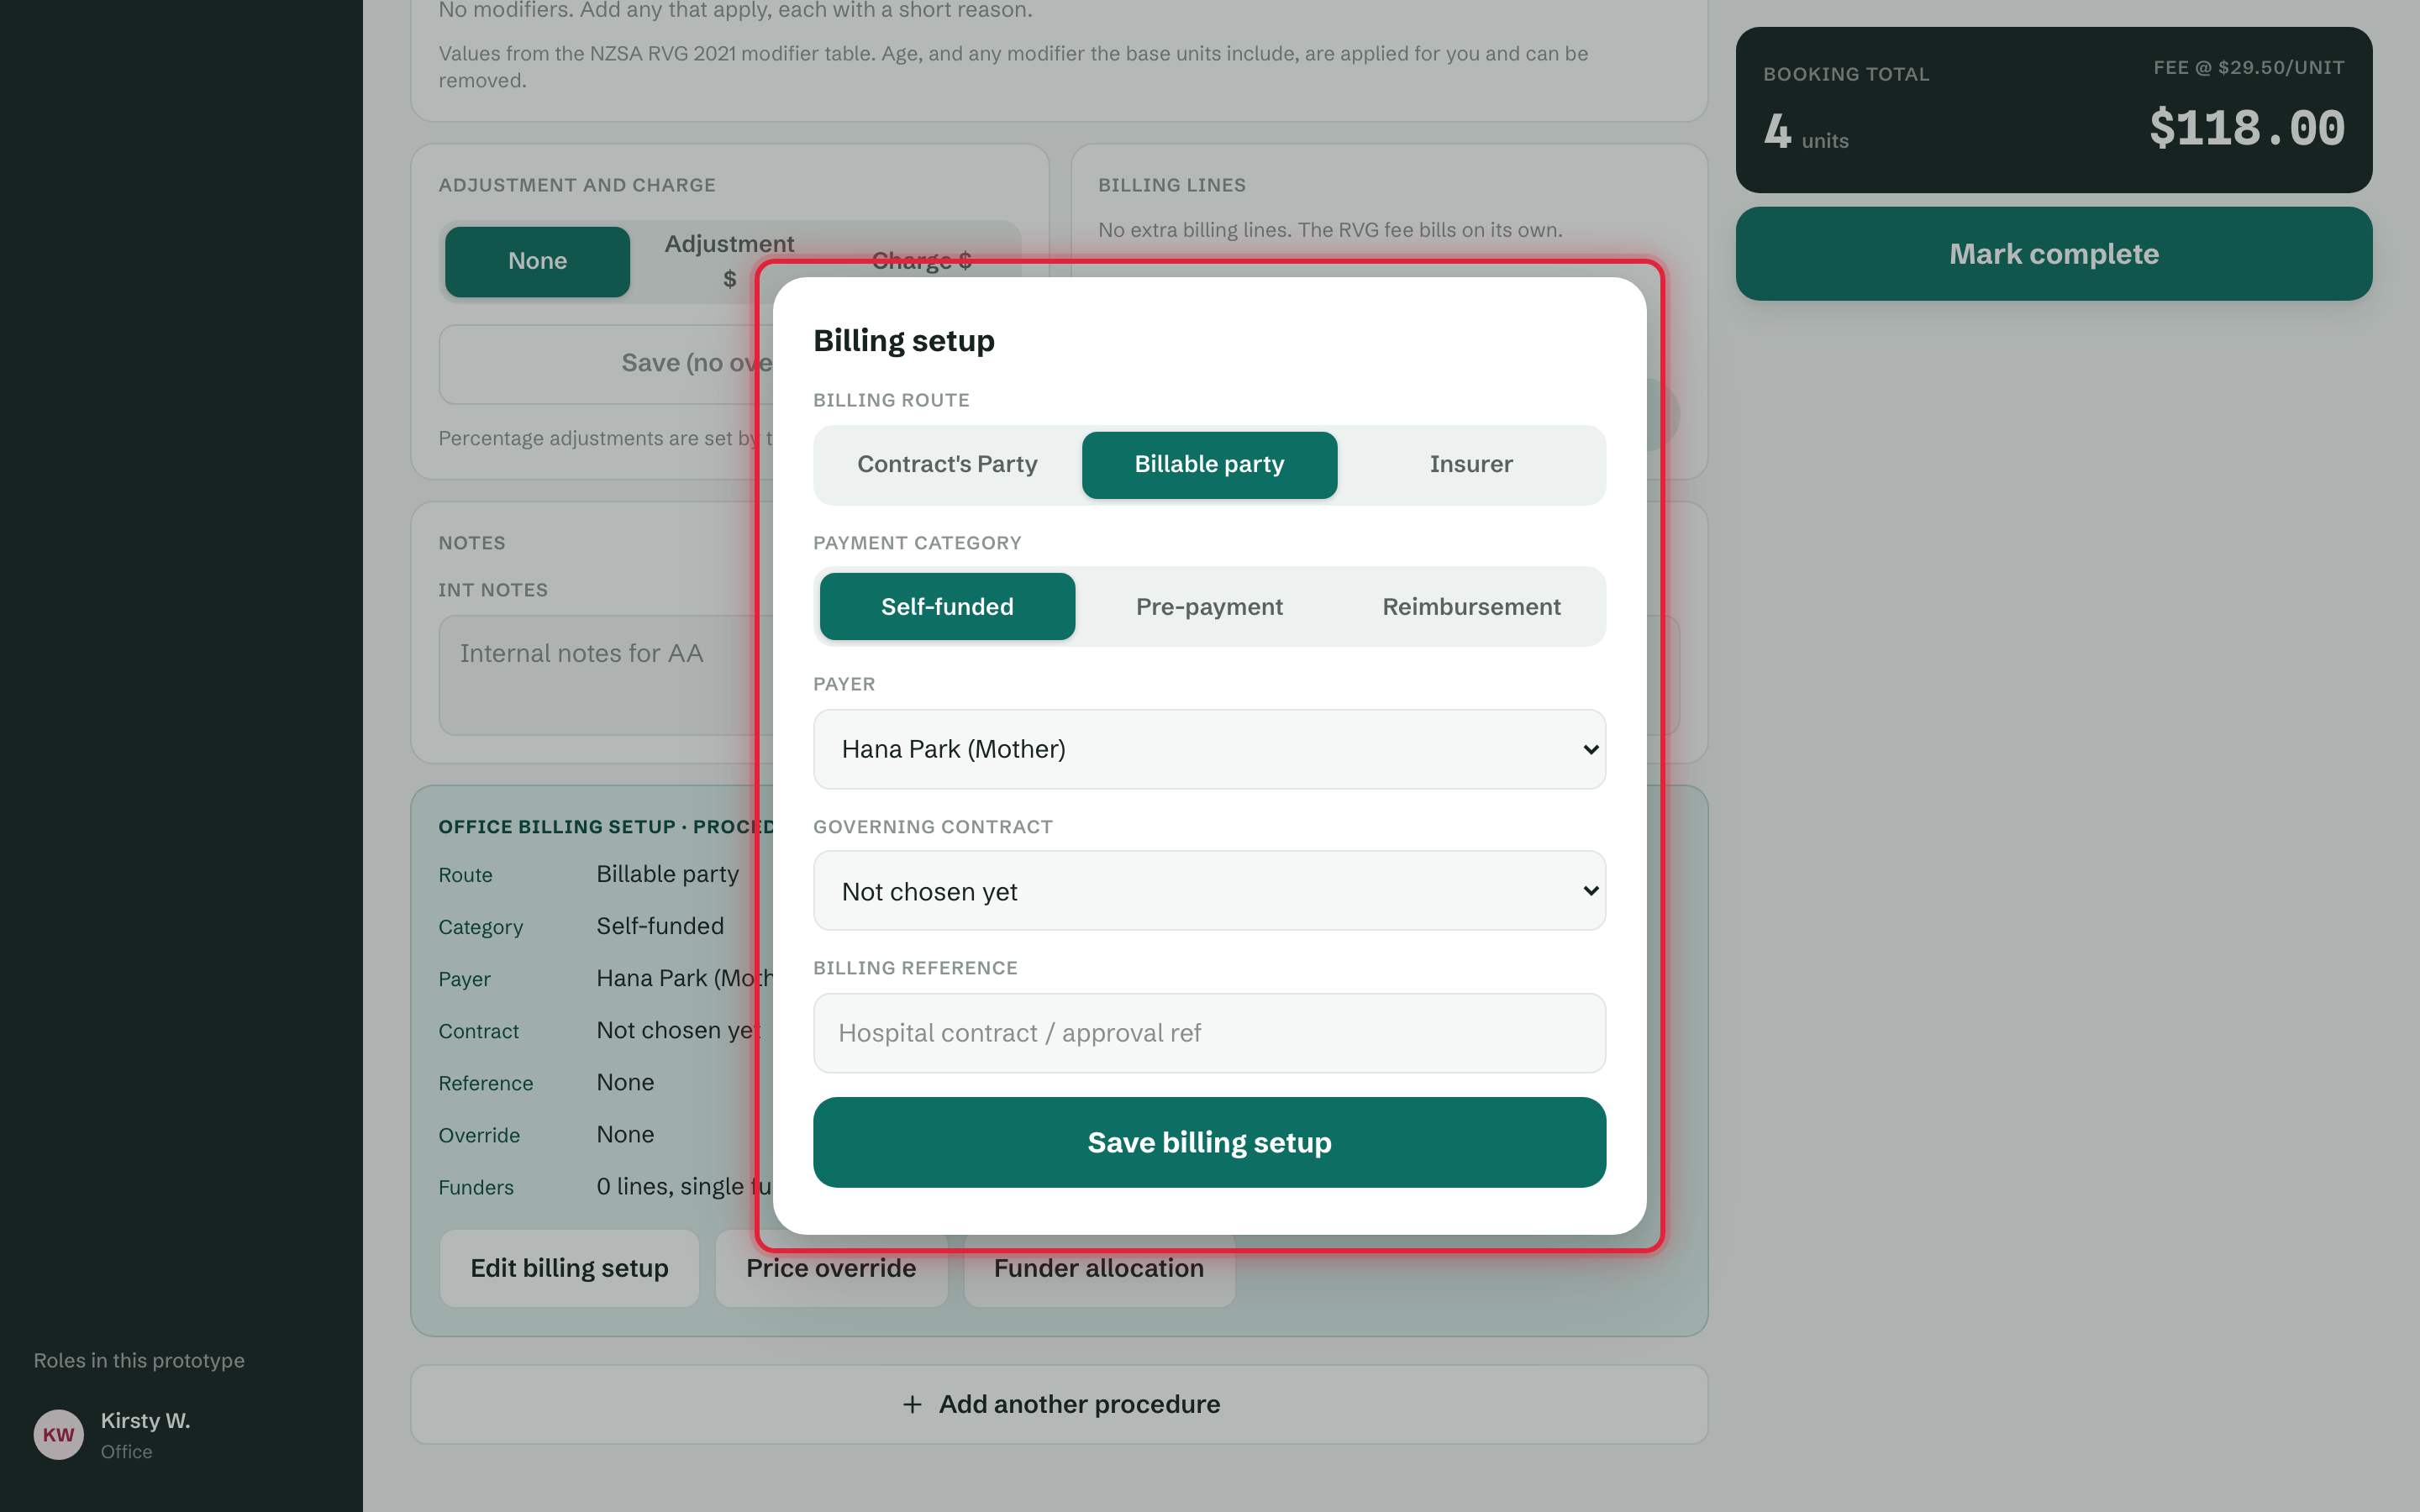 No modifiers. Add any that apply, each with a short reason.
Values from the NZSA RVG 2021 modifier table. Age, and any modifier the base units include, are applied for you and can be
removed.
BOOKING TOTAL
FEE @ $29.50/UNIT
4 units
$118.00
Mark complete
ADJUSTMENT AND CHARGE
None
Adjustment
$
Charge $
Save (no ove
Percentage adjustments are set by t
BILLING LINES
No extra billing lines. The RVG fee bills on its own.
NOTES
INT NOTES
Internal notes for AA
OFFICE BILLING SETUP · PROCED
Route
Billable party
Category
Self-funded
Payer
Hana Park (Moth
Contract
Not chosen yet
Reference
None
Override
None
Funders
0 lines, single fu
Edit billing setup
Price override
Funder allocation
Add another procedure
Billing setup
BILLING ROUTE
Contract's Party
Billable party
Insurer
PAYMENT CATEGORY
Self-funded
Pre-payment
Reimbursement
PAYER
Hana Park (Mother)
GOVERNING CONTRACT
Not chosen yet
BILLING REFERENCE
Hospital contract / approval ref
Save billing setup
Roles in this prototype
KW
Kirsty W.
Office